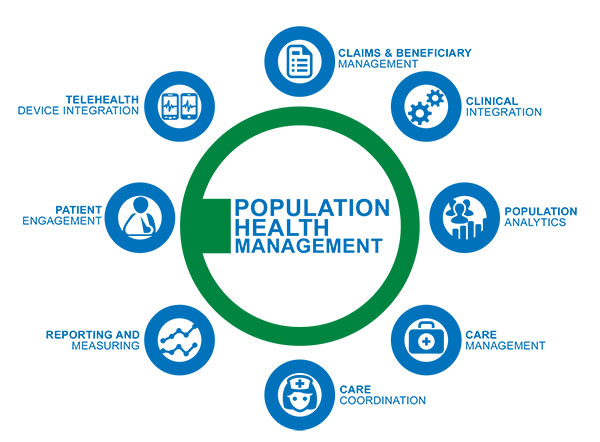 CLAIMS & BENEFICIARY
MANAGEMENT
TELEHEALTH
DEVICE INTEGRATION
CLINICAL
INTEGRATION
PATIENT
ENGAGEMENT
POPULATION
HEALTH
MANAGEMENT
POPULATION
ANALYTICS
REPORTING AND
MEASURING
CARE
MANAGEMENT
CARE
COORDINATION